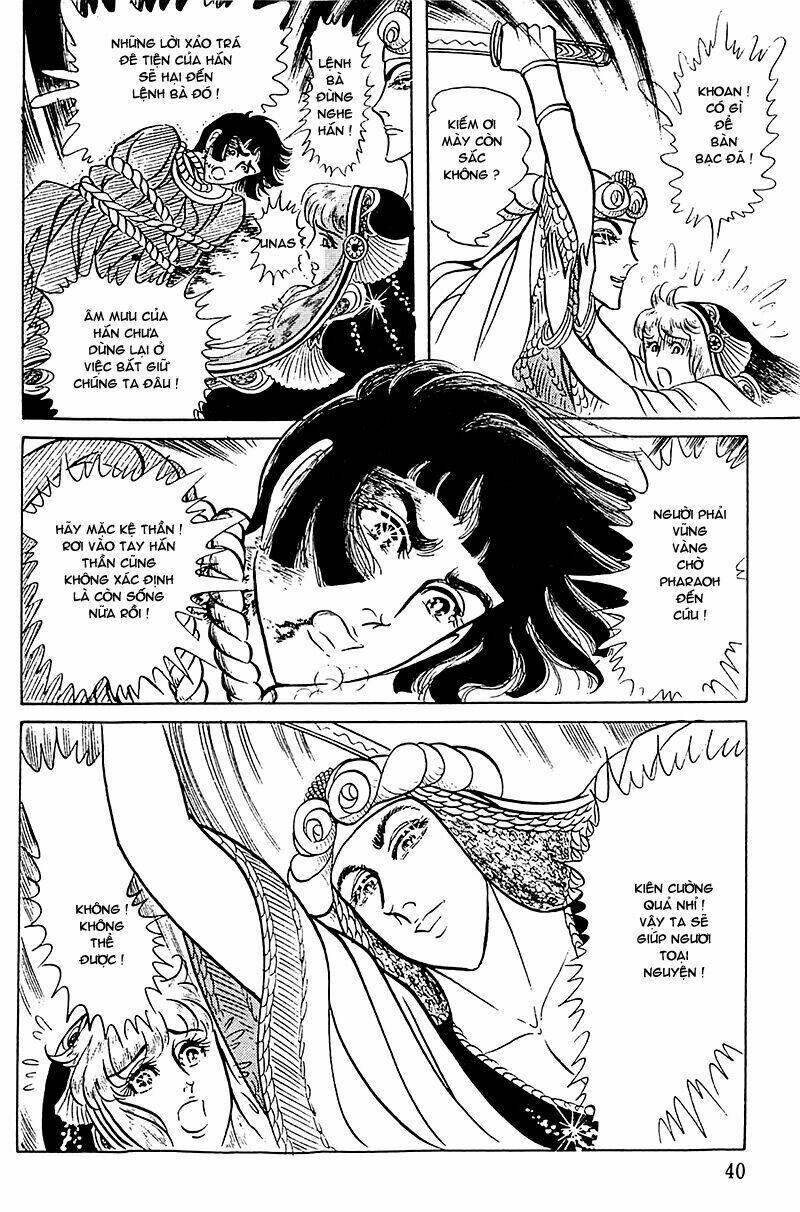 NHỮNG LỜI XẢO TRÁ
ĐÊ TIỆN CỦA HẮN
SẼ HẠI ĐẾN
LỆNH BÀ ĐÓ !
LỆNH
BÀ
ĐỪNG
NGHE
HẮN !
UNAS !
ÂM MƯU CỦA
HẮN CHƯA
DỪNG LẠI Ở
VIỆC BẮT GIỮ
CHÚNG TA ĐÂU !
KIẾM ƠI
MÀY CÒN
SẮC
KHÔNG ?
KHOAN !
CÓ GÌ
ĐỂ
BÀN
BẠC ĐÃ !
HÃY MẶC KỆ THẦN !
RƠI VÀO TAY HẮN
THẦN CŨNG
KHÔNG XÁC ĐỊNH
LÀ CÒN SỐNG
NỮA RỒI !
NGƯỜI PHẢI
VỮNG
VÀNG
CHỜ
PHARAOH
ĐẾN
CỨU !
KHÔNG !
KHÔNG
THỂ
ĐƯỢC !
KIÊN CƯỜNG
QUẢ NHỈ !
VẬY TA SẼ
GIÚP NGƯƠI
TOẠI
NGUYỆN !
40